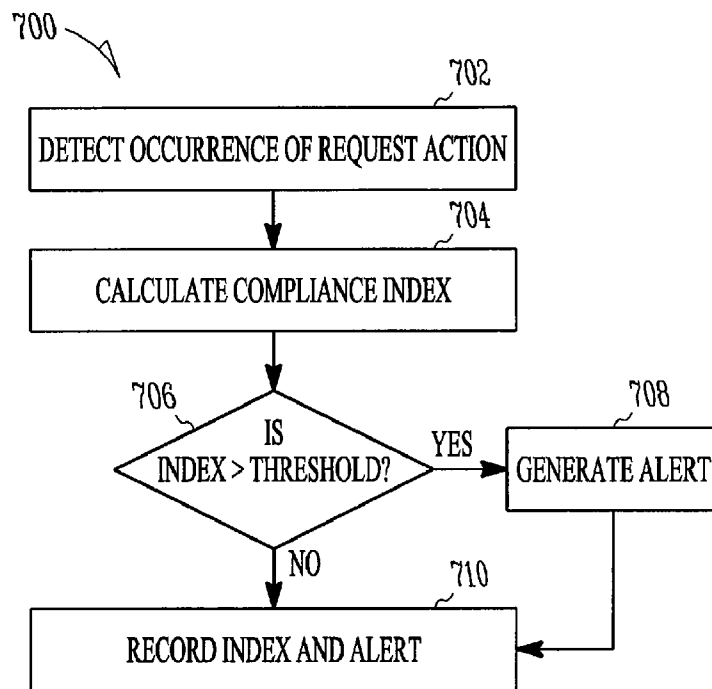 700
702
DETECT OCCURRENCE OF REQUEST ACTION
704
CALCULATE COMPLIANCE INDEX
706
IS
INDEX > THRESHOLD?
YES
708
GENERATE ALERT
NO
710
RECORD INDEX AND ALERT